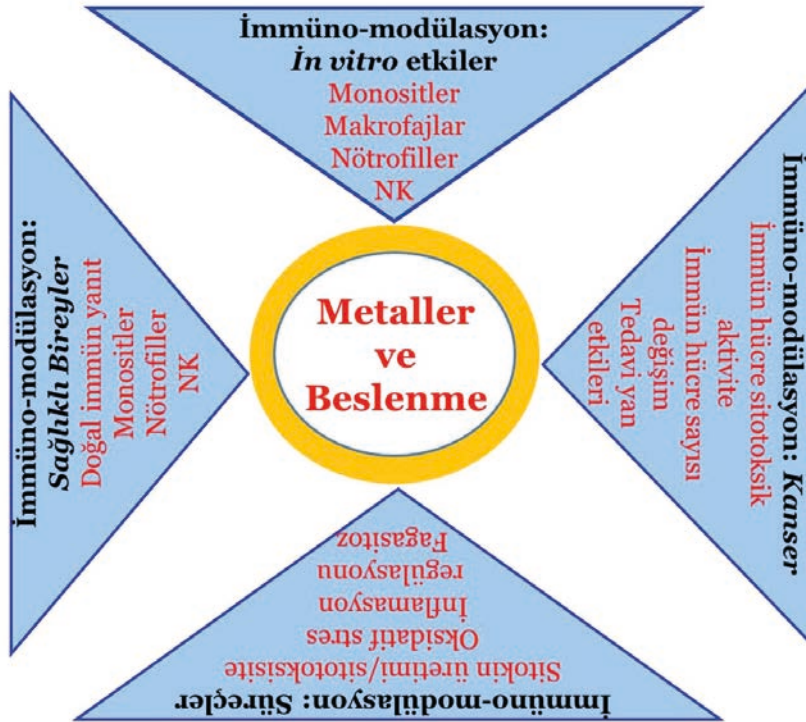 İmmüno-modülasyon:
İn vitro etkiler
Monositler
Makrofajlar
Nötrofiller
NK
İmmüno-modülasyon:
Sağlıklı Bireyler
Doğal immün yanıt
Monositler
Nötrofiller
NK
Metaller
ve
Beslenme
İmmüno-modülasyon: Kanser
İmmün hücre sitotoksik
aktivite
İmmün hücre sayısı
değişim
Tedavi yan
etkileri
İmmüno-modülasyon: Süreçler
Sitokin üretimi/sitotoksisite
Oksidatif stres
İnflamasyon
regülasyonu
Fagasitoz